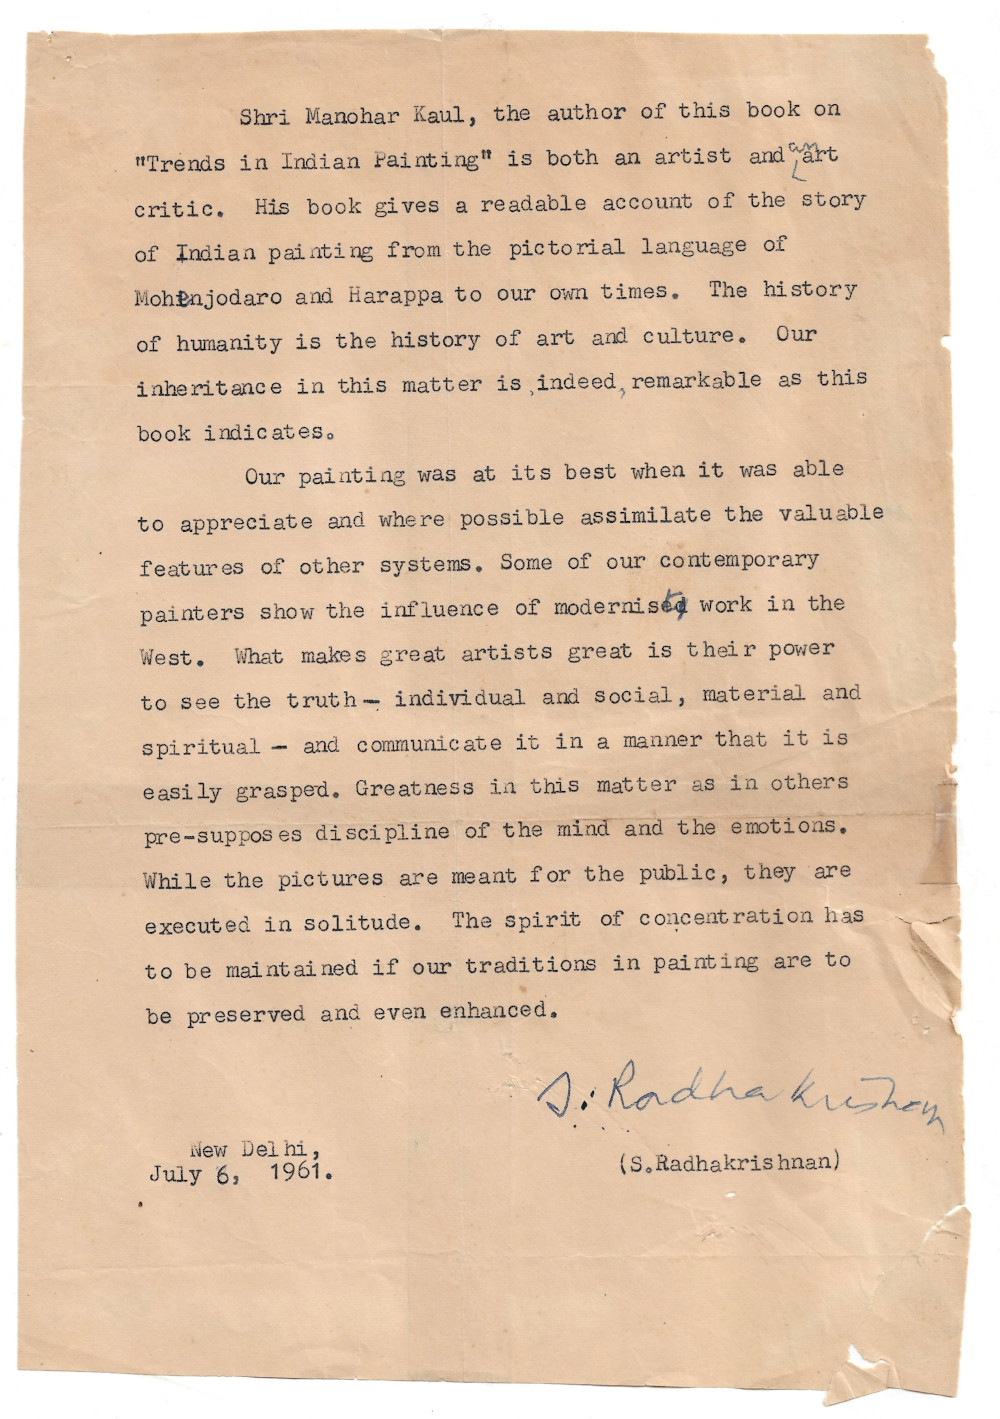 Shri Manohar Kaul, the author of this book on
"Trends in Indian Painting" is both an artist and an art
critic. His book gives a readable account of the story
of Indian painting from the pictorial language of
Mohenjodaro and Harappa to our own times. The history
of humanity is the history of art and culture. Our
inheritance in this matter is, indeed, remarkable as this
book indicates.
Our painting was at its best when it was able
to appreciate and where possible assimilate the valuable
features of other systems. Some of our contemporary
painters show the influence of modernist work in the
West. What makes great artists great is their power
to see the truth — individual and social, material and
spiritual — and communicate it in a manner that it is
easily grasped. Greatness in this matter as in others
pre-supposes discipline of the mind and the emotions.
While the pictures are meant for the public, they are
executed in solitude. The spirit of concentration has
to be maintained if our traditions in painting are to
be preserved and even enhanced.
S. Radhakrishnan
New Delhi,
July 6, 1961.
(S.Radhakrishnan)